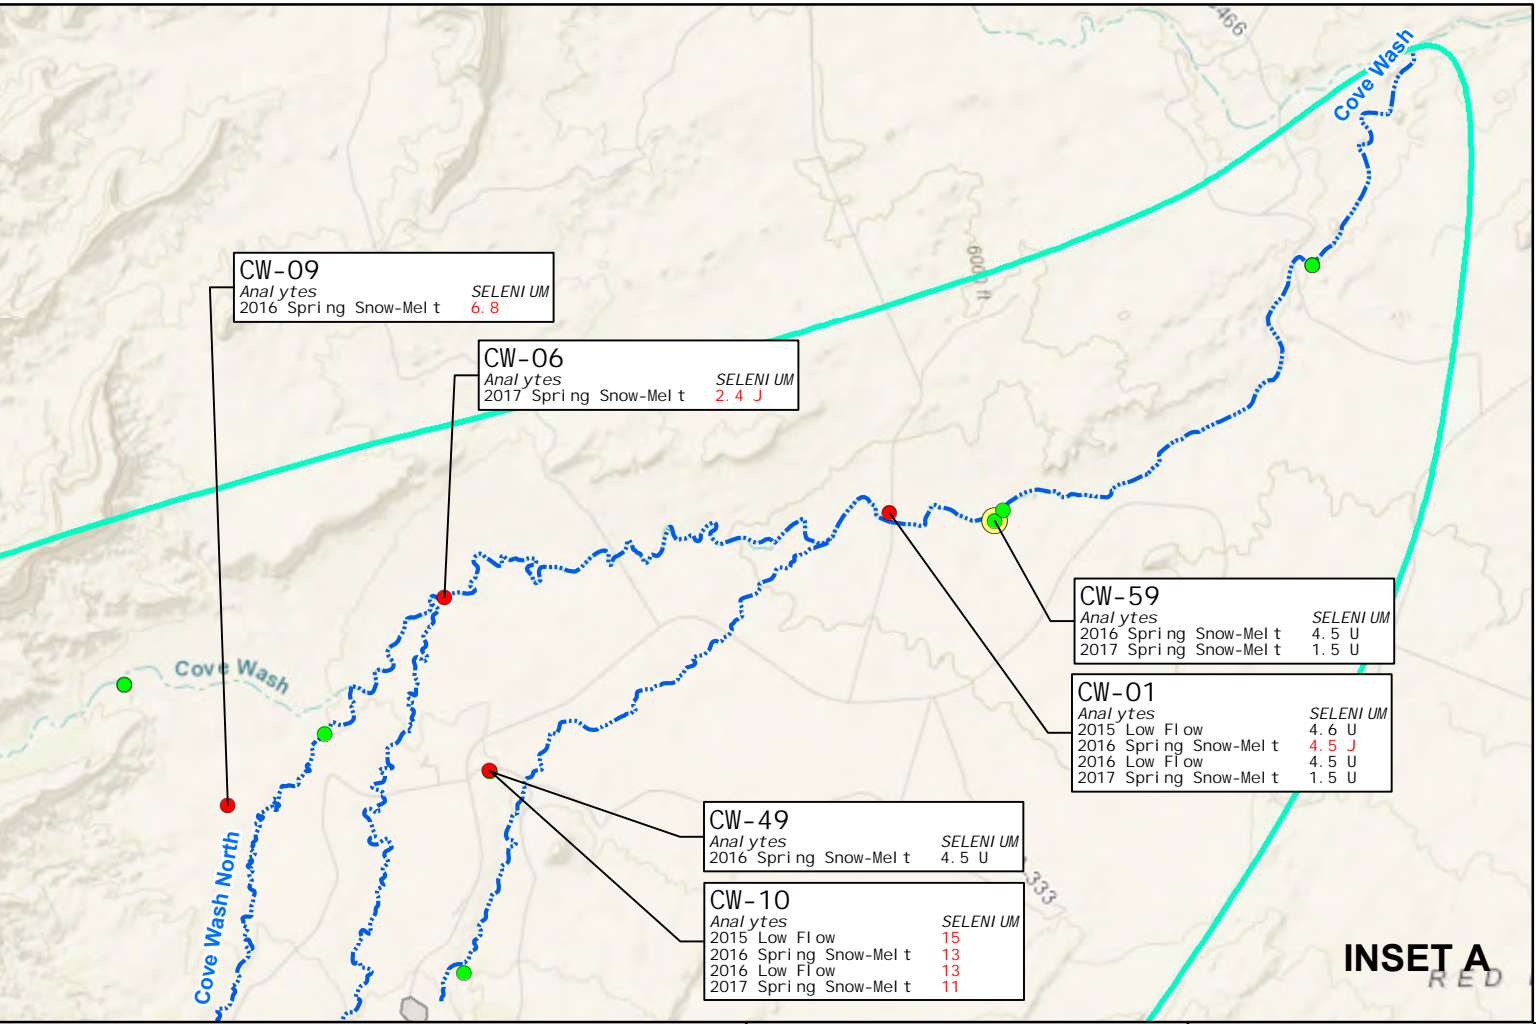 466
Cove Wash
6000 ft
CW-09
Analytes SELENIUM
2016 Spring Snow-Melt 6.8
CW-06
Analytes SELENIUM
2017 Spring Snow-Melt 2.4 J
CW-59
Analytes SELENIUM
2016 Spring Snow-Melt 4.5 U
2017 Spring Snow-Melt 1.5 U
Cove Wash
CW-01
Analytes SELENIUM
2015 Low Flow 4.6 U
2016 Spring Snow-Melt 4.5 J
2016 Low Flow 4.5 U
2017 Spring Snow-Melt 1.5 U
CW-49
Analytes SELENIUM
2016 Spring Snow-Melt 4.5 U
Cove Wash North
333
CW-10
Analytes SELENIUM
2015 Low Flow 15
2016 Spring Snow-Melt 13
2016 Low Flow 13
2017 Spring Snow-Melt 11
INSET A
RED